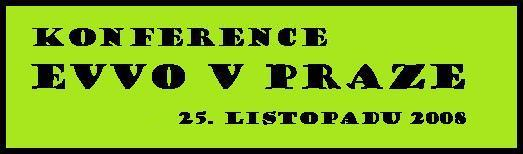 KONFERENCE
EVVO V PRAZE
25. LISTOPADU 2008